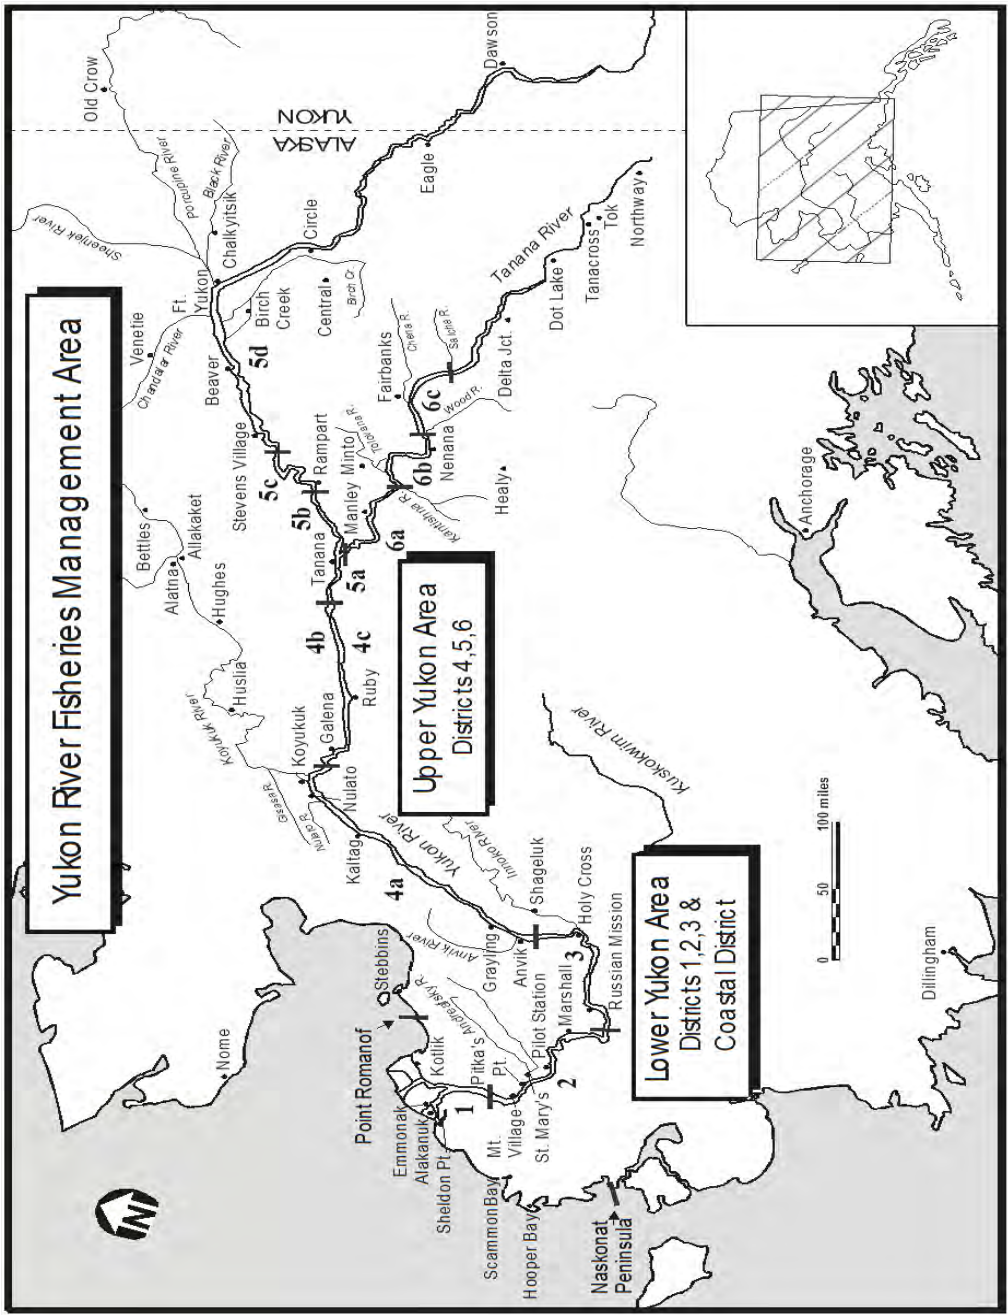 Yukon River Fisheries Management Area
Old Crow
Dawson
YUKON
ALASKA
Porcupine River
Black River
Sheenjek River
Chalkyitsik
Eagle
Circle
Ft.
Yukon
Venetie
Chandalar River
Birch
Creek
Central
Birch Cr.
Beaver
5d
Tanana River
Northway
Tok
Tanacross
Dot Lake
Fairbanks
Chena R.
Salcha R.
Delta Jct.
6c
Wood R.
Stevens Village
5c
Rampart
Minto
Tolovana R.
6b
Nenana
5b
Manley
Kantishna R.
Healy
6a
Bettles
Allakaket
Alatna
Hughes
Tanana
5a
4b
4c
Ruby
Huslia
Koyukuk River
Koyukuk
Galena
Gisasa R.
Nulato R.
Nulato
Kaltag
Yukon River
Innoko River
4a
Upper Yukon Area
Districts 4,5,6
Kuskokwim River
Anchorage
Shageluk
Holy Cross
Anvik River
Grayling
Anvik
3
Russian Mission
Stebbins
Point Romanof
Andreafsky R.
Pilot Station
Marshall
Kotlik
Pitka's
Pt.
2
1
Emmonak
Alakanuk
Sheldon Pt.
Mt.
Village
St. Mary's
Scammon Bay
Hooper Bay
Naskonat
Peninsula
Nome
Lower Yukon Area
Districts 1,2,3 &
Coastal District
0 50 100 miles
Dillingham
N